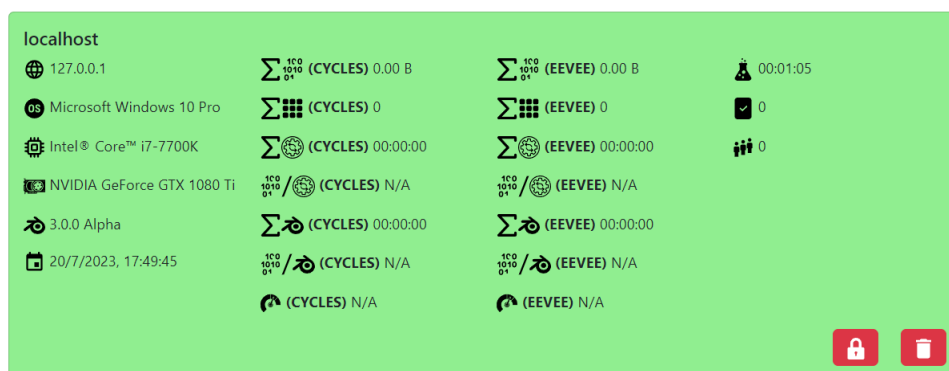 localhost
127.0.0.1
Microsoft Windows 10 Pro
Intel® Core™ i7-7700K
NVIDIA GeForce GTX 1080 Ti
3.0.0 Alpha
20/7/2023, 17:49:45
(CYCLES) 0.00 B
(CYCLES) 0
(CYCLES) 00:00:00
(CYCLES) N/A
(CYCLES) 00:00:00
(CYCLES) N/A
(CYCLES) N/A
(EEVEE) 0.00 B
(EEVEE) 0
(EEVEE) 00:00:00
(EEVEE) N/A
(EEVEE) 00:00:00
(EEVEE) N/A
(EEVEE) N/A
00:01:05
0
0